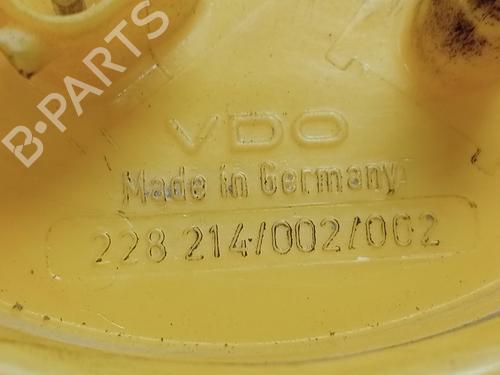 B-PARTS
VDO
Made in Germany
228 214/002/002